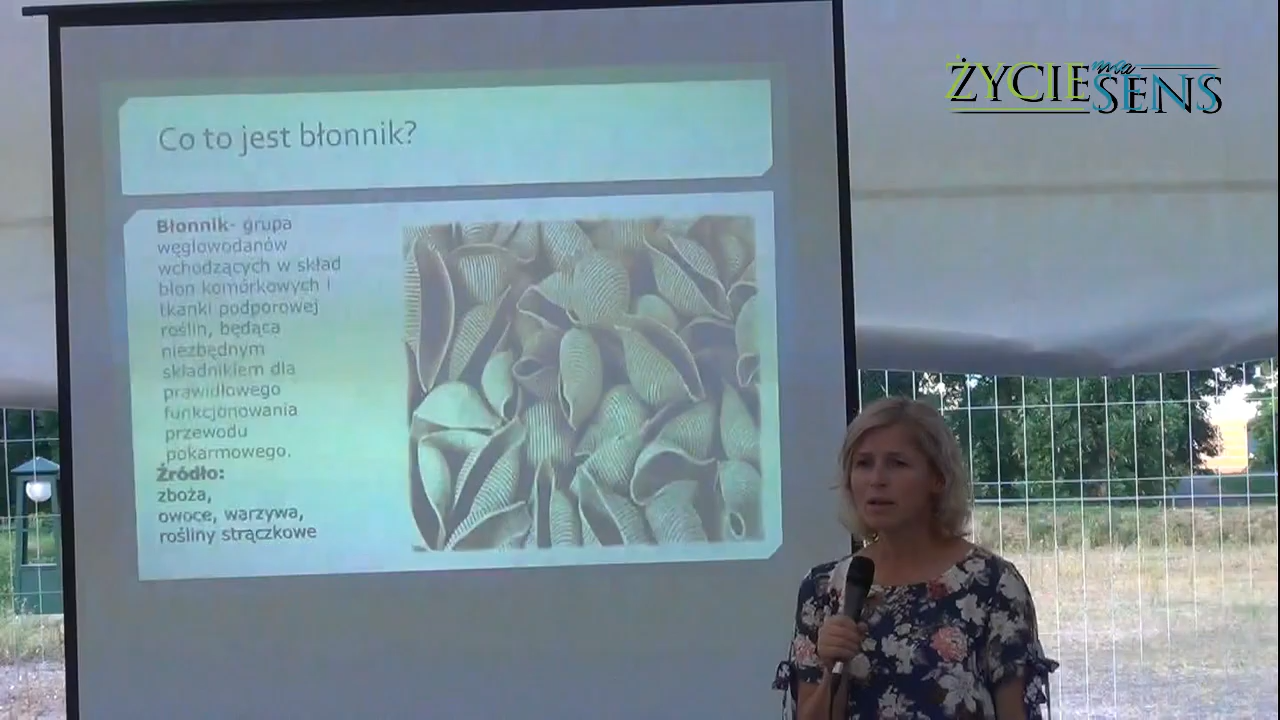 ŻYCIE ma SENS
Co to jest błonnik?
Błonnik- grupa
węglowodanów
wchodzących w skład
błon komórkowych i
tkanki podporowej
roślin, będąca
niezbędnym
składnikiem dla
prawidłowego
funkcjonowania
przewodu
pokarmowego.
Źródło:
zboża,
owoce, warzywa,
rośliny strączkowe